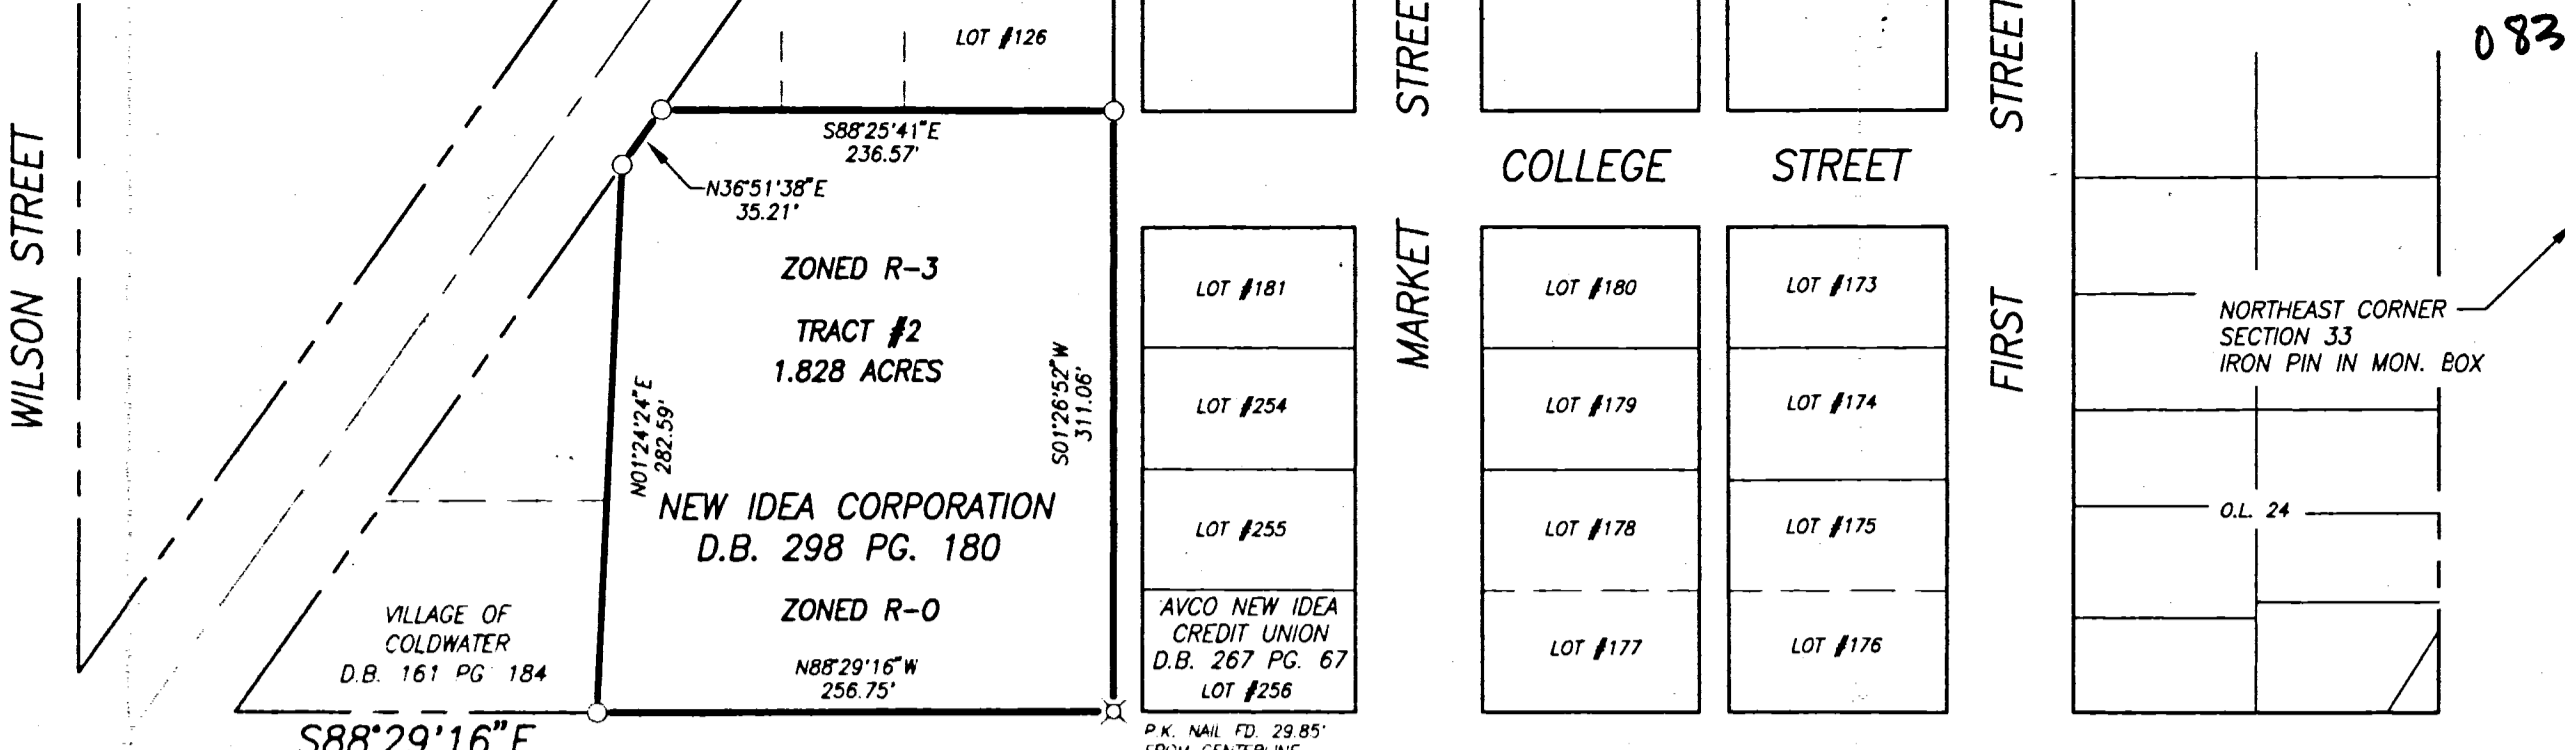 083
LOT #126
STREET
STREET
WILSON STREET
S88°25'41"E
236.57'
N36°51'38"E
35.21'
COLLEGE STREET
ZONED R-3
TRACT #2
1.828 ACRES
N01°24'24"E
282.59'
S01°26'52"W
311.06'
NEW IDEA CORPORATION
D.B. 298 PG. 180
ZONED R-O
N88°29'16"W
256.75'
VILLAGE OF
COLDWATER
D.B. 161 PG 184
S88°29'16"E
LOT #181
LOT #254
LOT #255
AVCO NEW IDEA
CREDIT UNION
D.B. 267 PG. 67
LOT #256
P.K. NAIL FD. 29.85'
FROM CENTERLINE
MARKET
LOT #180
LOT #179
LOT #178
LOT #177
LOT #173
LOT #174
LOT #175
LOT #176
FIRST
NORTHEAST CORNER
SECTION 33
IRON PIN IN MON. BOX
O.L. 24